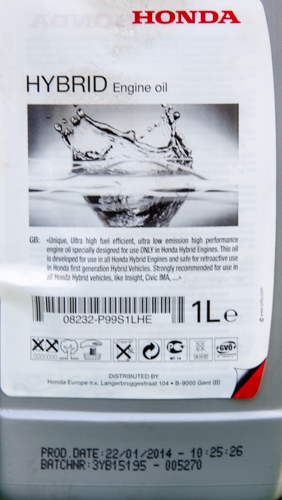 HONDA
HYBRID Engine oil
GB: «Unique, Ultra high fuel efficient, ultra low emission high performance
engine oil specially designed for use ONLY in Honda Hybrid Engines. This oil
is developed for use in all Honda Hybrid Engines and safe for retroactive use
in Honda first generation Hybrid Vehicles. Strongly recommended for use in
all Honda Hybrid vehicles, like Insight, Civic IMA, ...»
08232-P99S1LHE
1L e
DISTRIBUTED BY
Honda Europe n.v. Langerbruggestraat 104 • B-9000 Gent (B)
PROD.DATE:22/01/2014 - 10:25:26
BATCHNR:3YB15195 - 005270